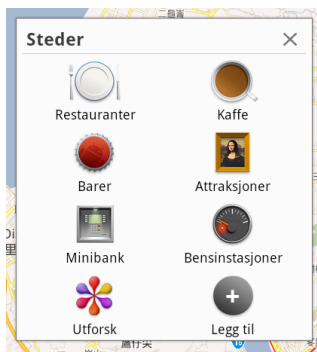 Steder
Restauranter
Kaffe
Barer
Attraksjoner
Minibank
Bensinstasjoner
Utforsk
Legg til